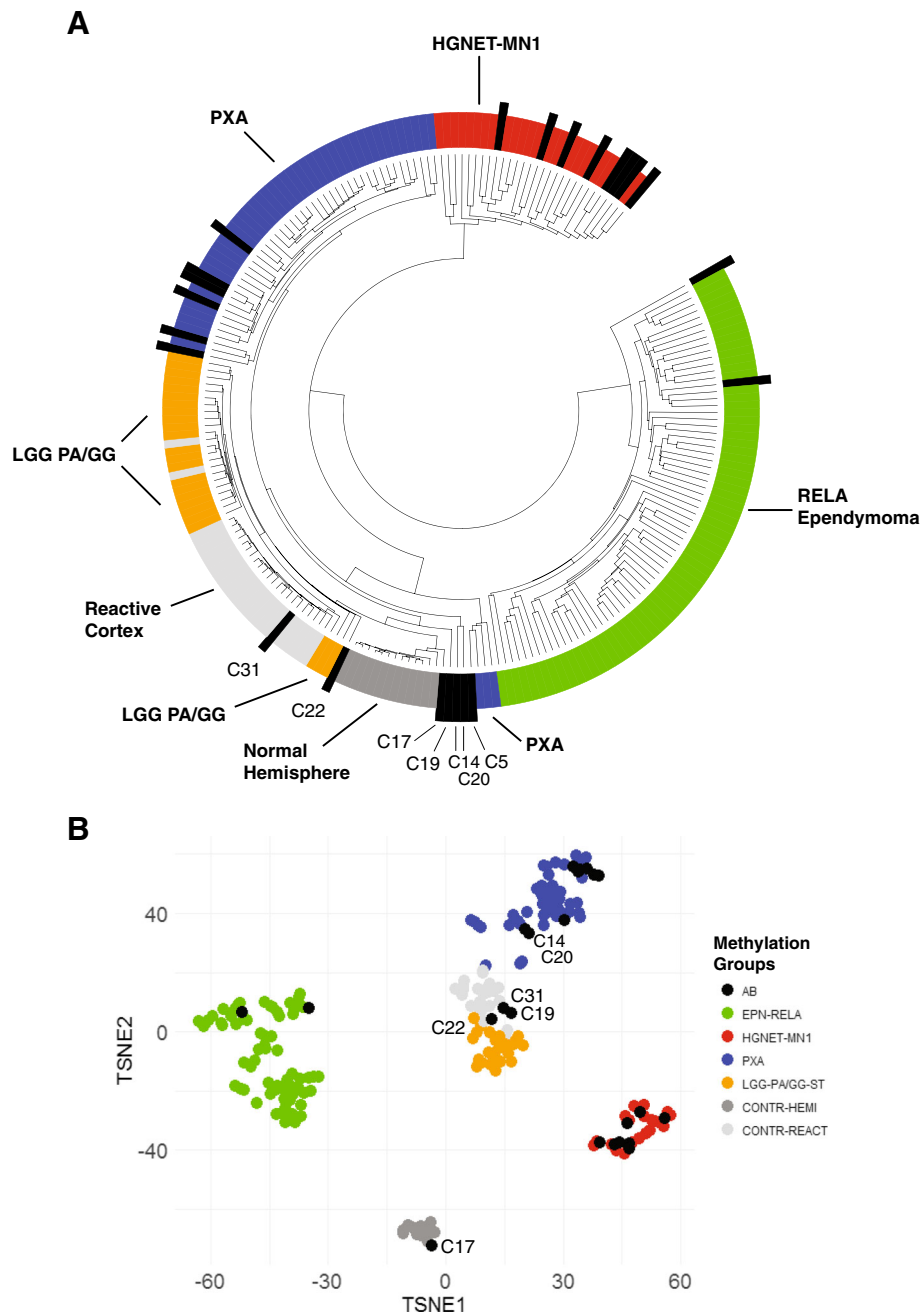 A
HGNET-MN1
PXA
LGG PA/GG
RELA
Ependymoma
Reactive
Cortex
C31
LGG PA/GG
C22
Normal
Hemisphere
C17
C19
C14
C20
C5
PXA
B
TSNE2
40
0
-40
-60
-30
0
30
60
TSNE1
C14
C20
C31
C19
C22
C17
Methylation
Groups
AB
EPN-RELA
HGNET-MN1
PXA
LGG-PA/GG-ST
CONTR-HEMI
CONTR-REACT